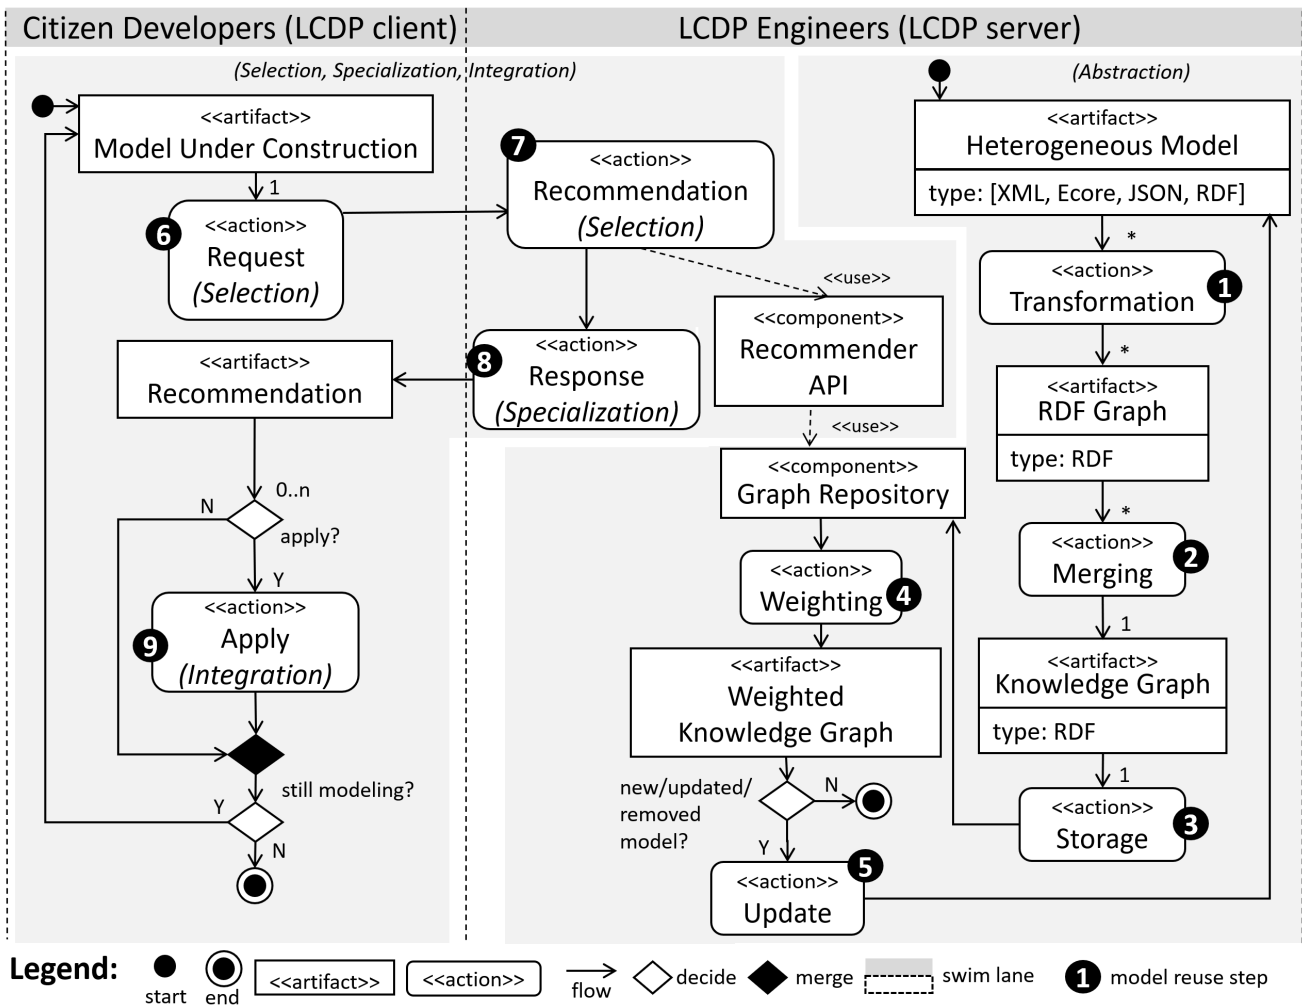 Citizen Developers (LCDP client)
LCDP Engineers (LCDP server)
(Selection, Specialization, Integration)
(Abstraction)
<<artifact>>
Model Under Construction
1
6
<<action>>
Request
(Selection)
7
<<action>>
Recommendation
(Selection)
<<use>>
<<component>>
Recommender
API
<<use>>
8
<<action>>
Response
(Specialization)
<<artifact>>
Recommendation
0..n
N
apply?
Y
9
<<action>>
Apply
(Integration)
still modeling?
Y
N
<<artifact>>
Heterogeneous Model
type: [XML, Ecore, JSON, RDF]
*
<<action>>
Transformation
1
*
<<artifact>>
RDF Graph
type: RDF
*
<<action>>
Merging
2
1
<<artifact>>
Knowledge Graph
type: RDF
1
<<action>>
Storage
3
<<component>>
Graph Repository
<<action>>
Weighting
4
<<artifact>>
Weighted
Knowledge Graph
new/updated/
removed
model?
N
Y
5
<<action>>
Update
Legend:
start
end
<<artifact>>
<<action>>
flow
decide
merge
swim lane
1
model reuse step